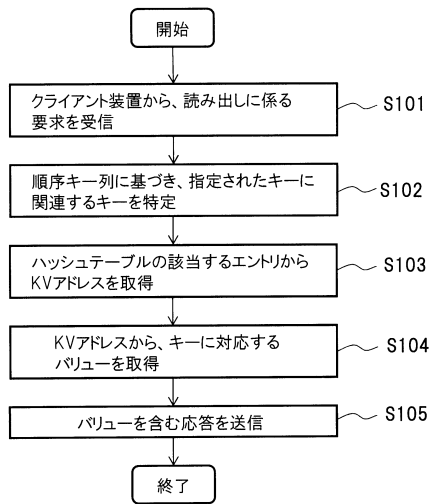 開始
クライアント装置から、読み出しに係る
要求を受信
S101
順序キー列に基づき、指定されたキーに
関連するキーを特定
S102
ハッシュテーブルの該当するエントリから
KVアドレスを取得
S103
KVアドレスから、キーに対応する
バリューを取得
S104
バリューを含む応答を送信
S105
終了